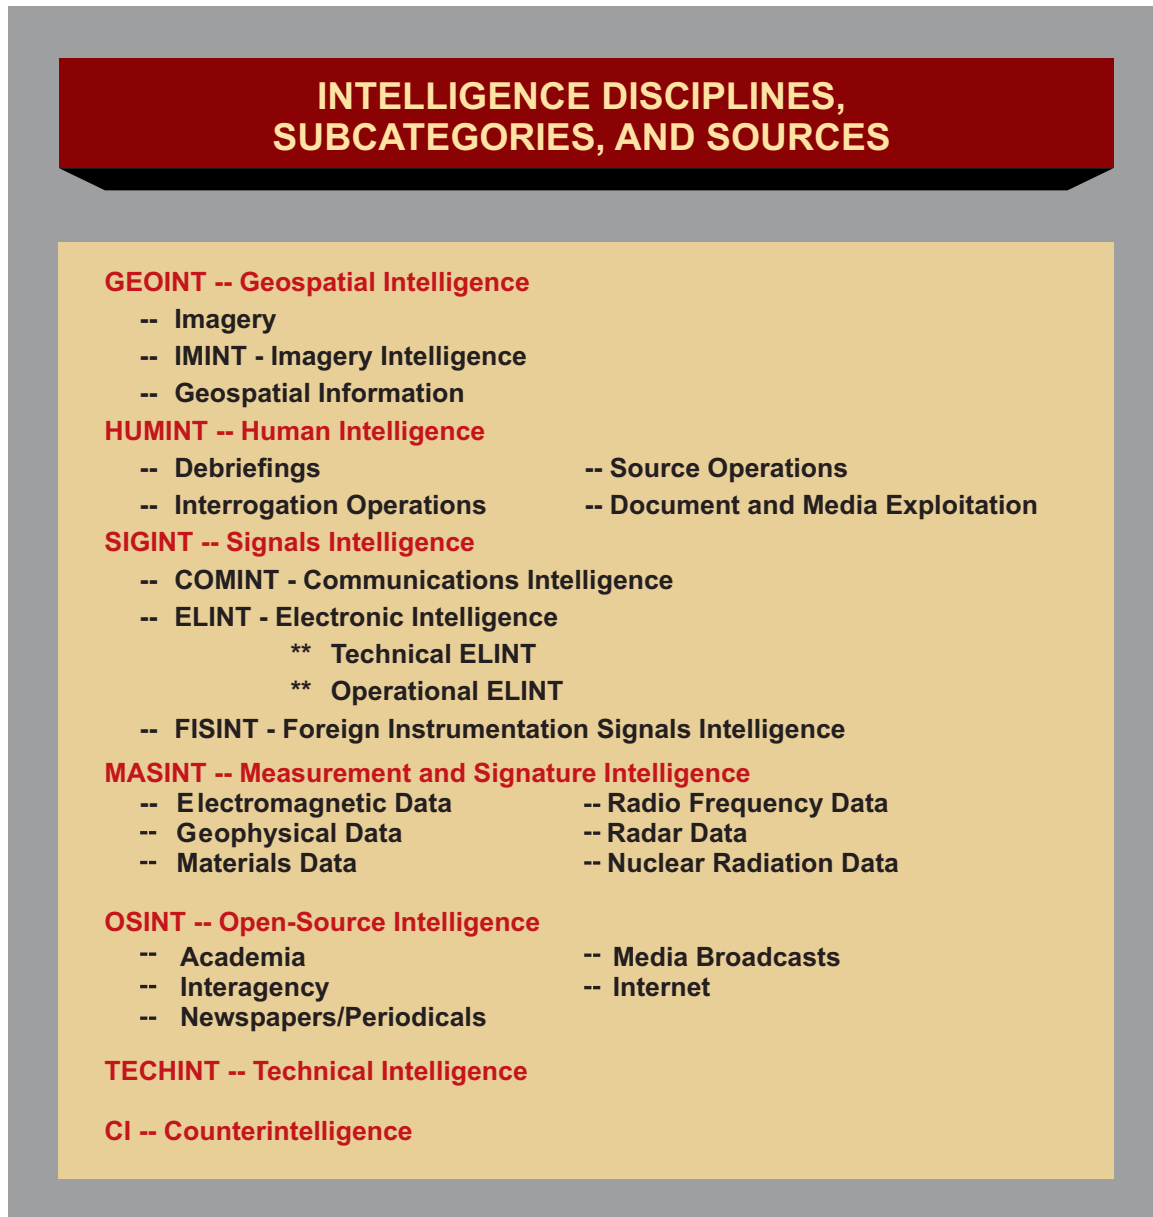 INTELLIGENCE DISCIPLINES,
SUBCATEGORIES, AND SOURCES
GEOINT -- Geospatial Intelligence
-- Imagery
-- IMINT - Imagery Intelligence
-- Geospatial Information
HUMINT -- Human Intelligence
-- Debriefings -- Source Operations
-- Interrogation Operations -- Document and Media Exploitation
SIGINT -- Signals Intelligence
-- COMINT - Communications Intelligence
-- ELINT - Electronic Intelligence
** Technical ELINT
** Operational ELINT
-- FISINT - Foreign Instrumentation Signals Intelligence
MASINT -- Measurement and Signature Intelligence
-- Electromagnetic Data -- Radio Frequency Data
-- Geophysical Data -- Radar Data
-- Materials Data -- Nuclear Radiation Data
OSINT -- Open-Source Intelligence
-- Academia -- Media Broadcasts
-- Interagency -- Internet
-- Newspapers/Periodicals
TECHINT -- Technical Intelligence
CI -- Counterintelligence